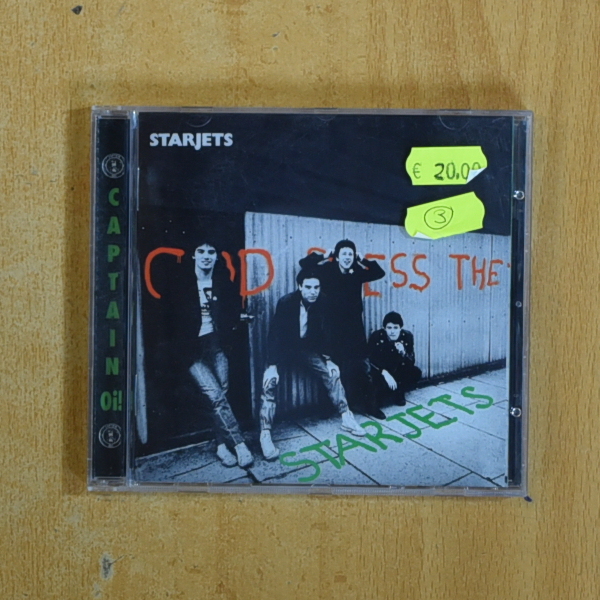 STARJETS
€ 20.00
3
GOD BLESS THE
STARJETS
CAPTAIN Oi!